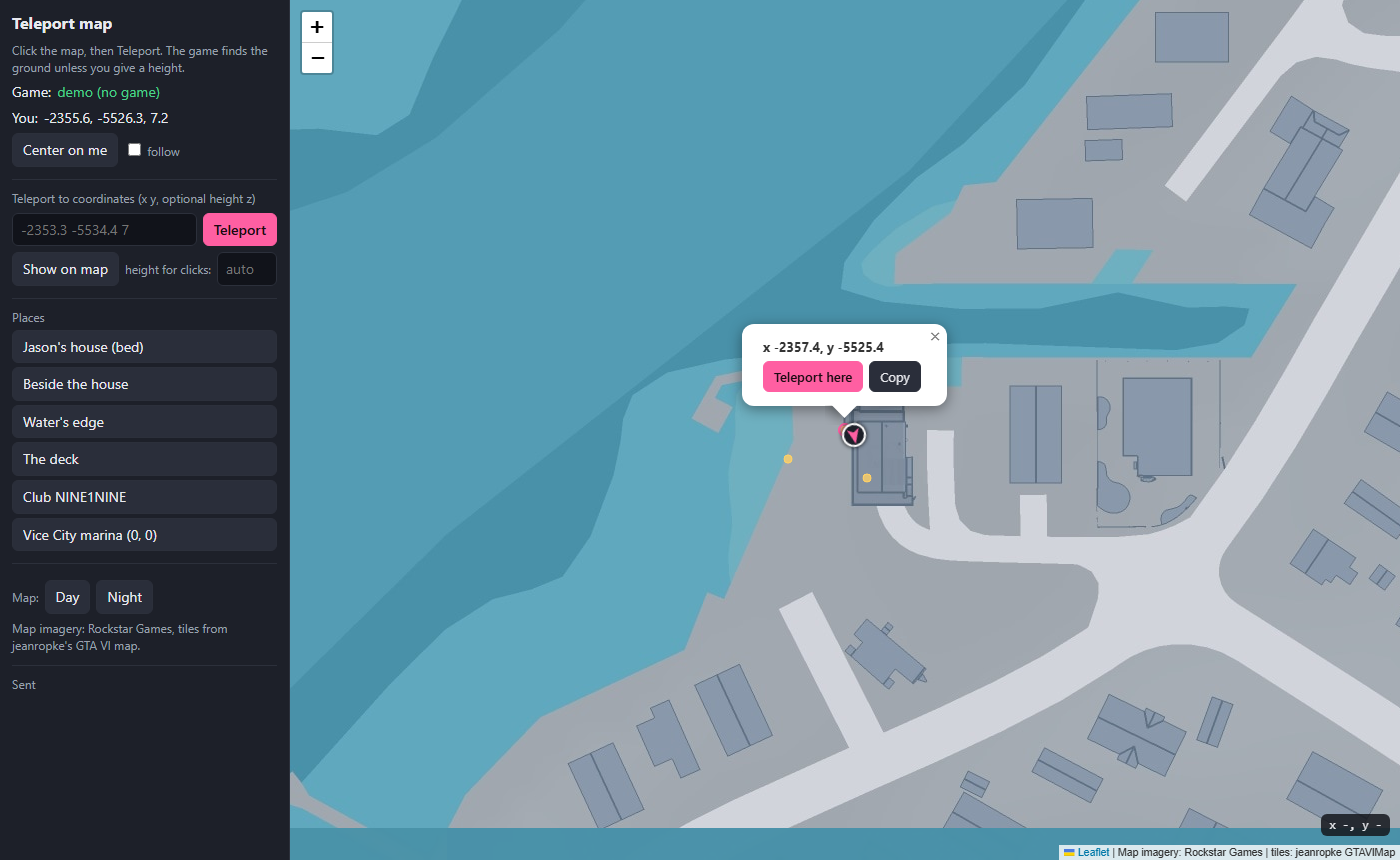 Teleport map
Click the map, then Teleport. The game finds the
ground unless you give a height.
Game: demo (no game)
You: -2355.6, -5526.3, 7.2
Center on me
follow
Teleport to coordinates (x y, optional height z)
-2353.3 -5534.4 7
Teleport
Show on map
height for clicks:
auto
Places
Jason's house (bed)
Beside the house
Water's edge
The deck
Club NINE1NINE
Vice City marina (0, 0)
Map:
Day
Night
Map imagery: Rockstar Games, tiles from
jeanropke's GTA VI map.
Sent
+
−
x -2357.4, y -5525.4
×
Teleport here
Copy
x -, y -
Leaflet | Map imagery: Rockstar Games | tiles: jeanropke GTAVIMap